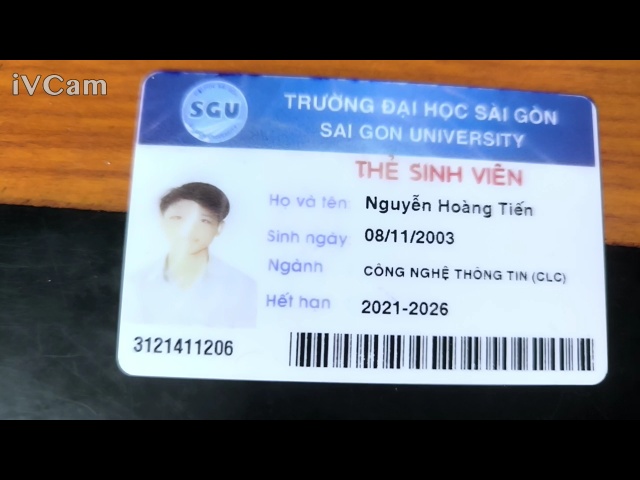 iVCam
SGU
TRƯỜNG ĐẠI HỌC SÀI GÒN
SAI GON UNIVERSITY
THẺ SINH VIÊN
Họ và tên Nguyễn Hoàng Tiến
Sinh ngày 08/11/2003
Ngành CÔNG NGHỆ THÔNG TIN (CLC)
Hết hạn 2021-2026
3121411206